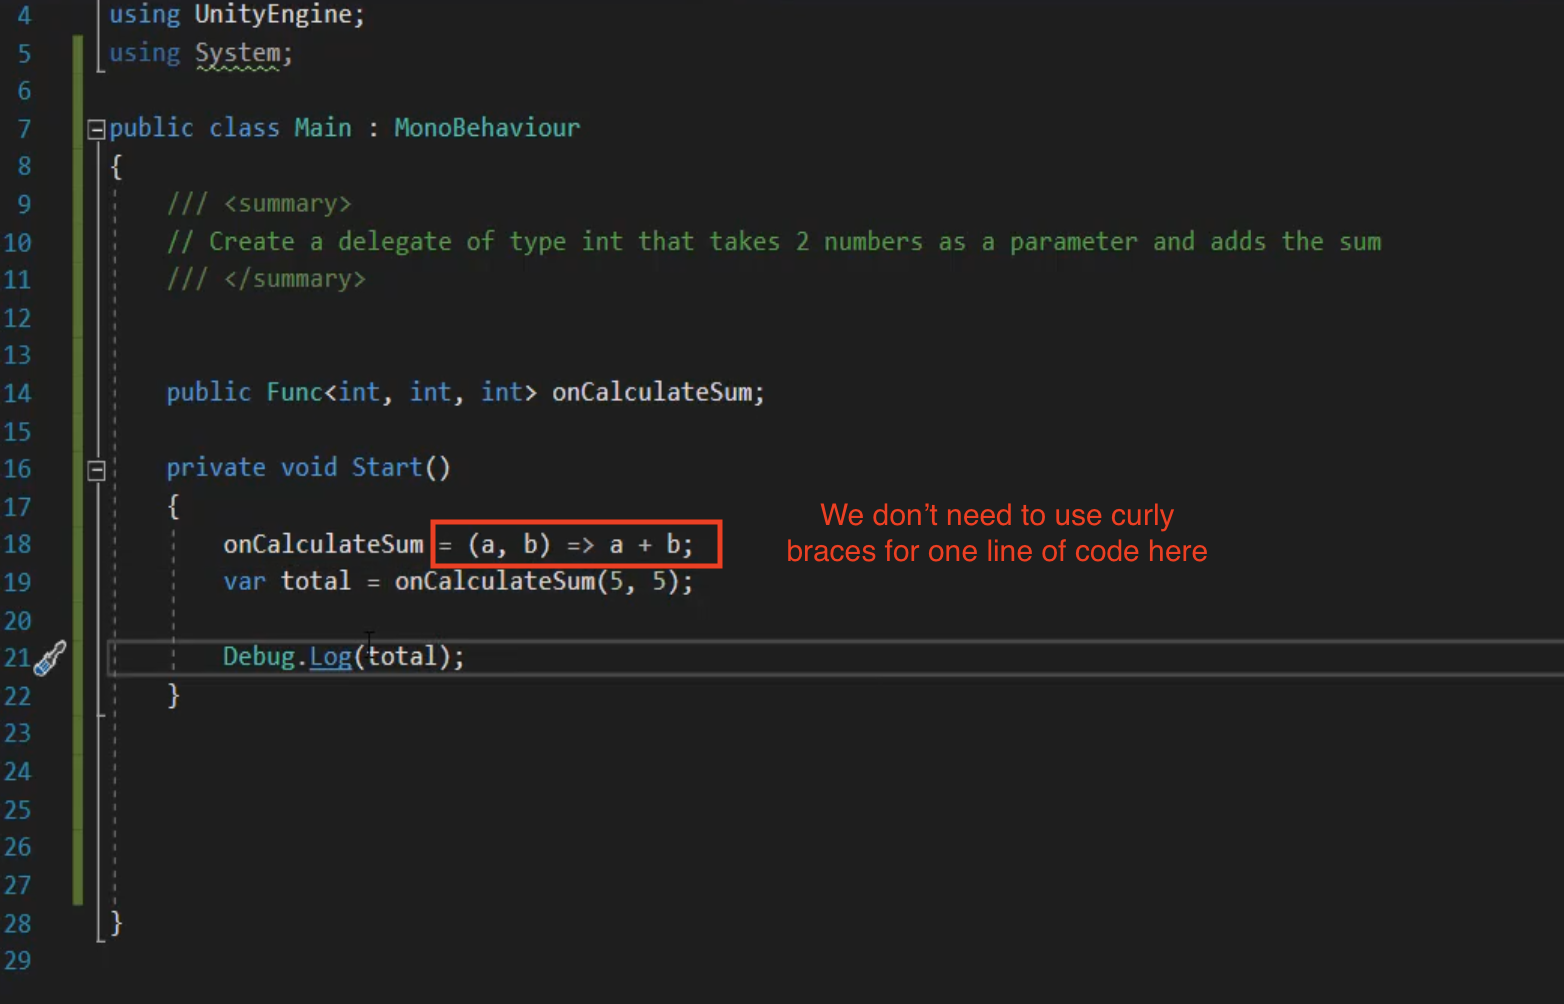 4 using UnityEngine;
5 using System;
6
7 public class Main : MonoBehaviour
8 {
9 /// <summary>
10 // Create a delegate of type int that takes 2 numbers as a parameter and adds the sum
11 /// </summary>
12
13
14 public Func<int, int, int> onCalculateSum;
15
16 private void Start()
17 {
18 onCalculateSum = (a, b) => a + b;
We don't need to use curly
braces for one line of code here
19 var total = onCalculateSum(5, 5);
20
21 Debug.Log(total);
22 }
23
24
25
26
27
28 }
29